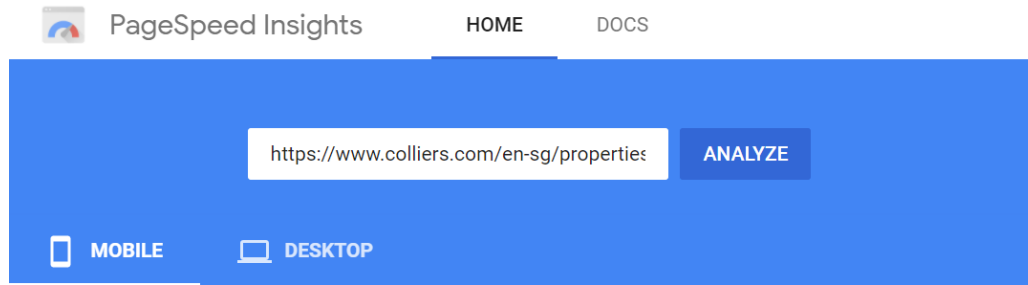 PageSpeed Insights HOME DOCS
https://www.colliers.com/en-sg/properties ANALYZE
MOBILE DESKTOP